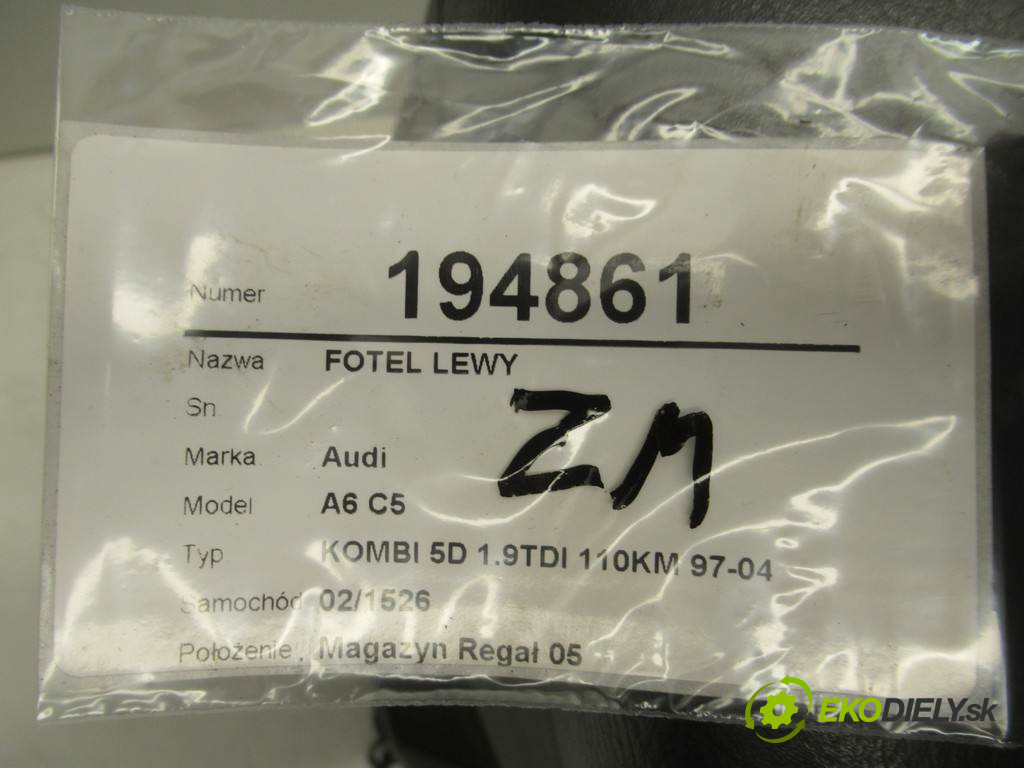 Numer 194861
Nazwa FOTEL LEWY
Sn
ZM
Marka Audi
Model A6 C5
Typ KOMBI 5D 1.9TDI 110KM 97-04
Samochód 02/1526
Położenie Magazyn Regał 05
EKODIELY.sk